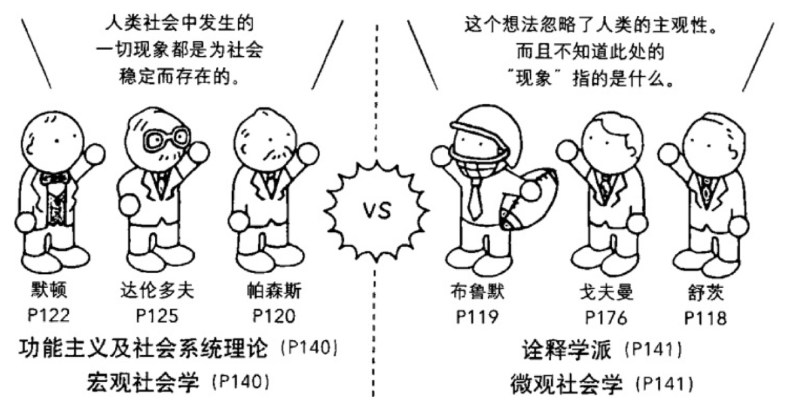 人类社会中发生的
一切现象都是为社会
稳定而存在的。
这个想法忽略了人类的主观性。
而且不知道此处的
“现象”指的是什么。
VS
默顿
P122
达伦多夫
P125
帕森斯
P120
布鲁默
P119
戈夫曼
P176
舒茨
P118
功能主义及社会系统理论（P140）
宏观社会学（P140）
诠释学派（P141）
微观社会学（P141）